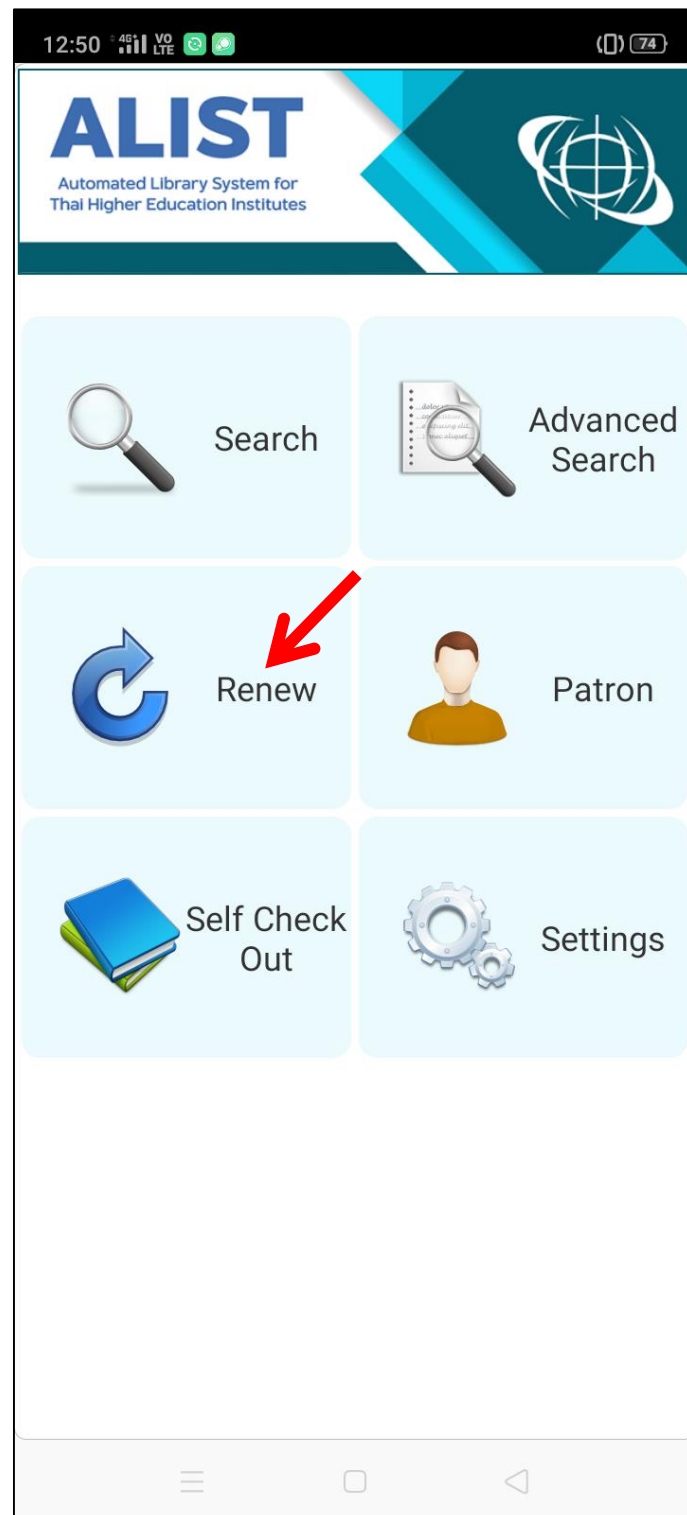 12:50 4G VO LTE 74
ALIST
Automated Library System for
Thai Higher Education Institutes
Search
Advanced
Search
Renew
Patron
Self Check
Out
Settings